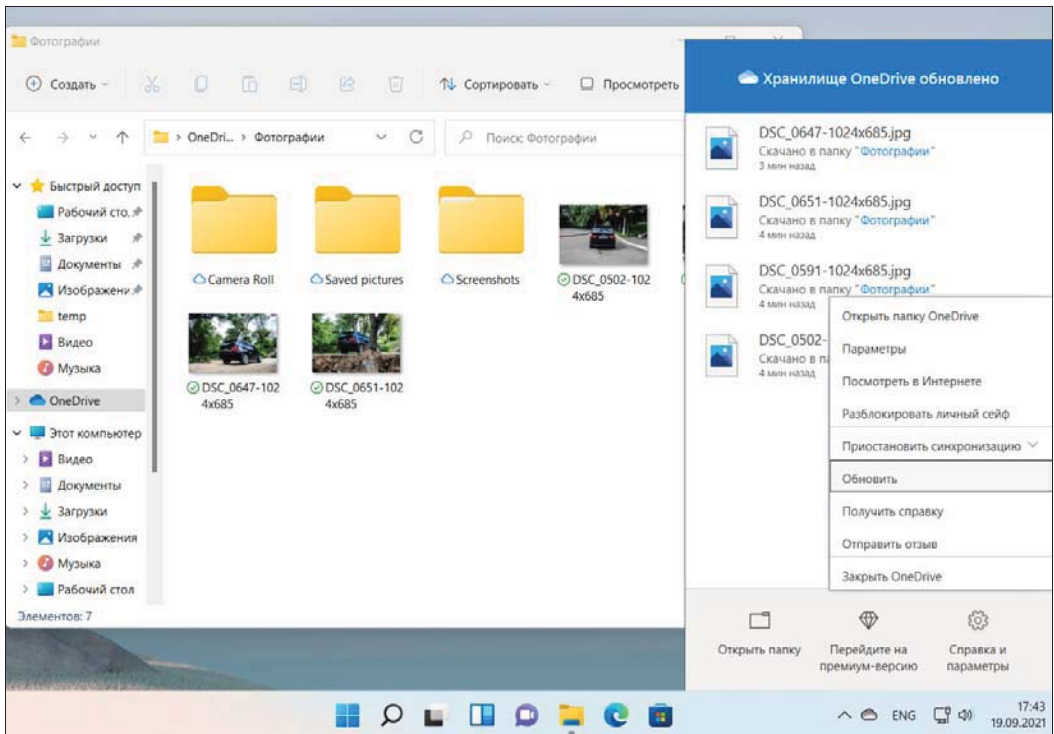 Фотографии
Создать
Сортировать
Просмотреть
OneDri... › Фотографии
Поиск: Фотографии
Быстрый доступ
Рабочий сто.
Загрузки
Документы
Изображени
temp
Видео
Музыка
OneDrive
Этот компьютер
Видео
Документы
Загрузки
Изображения
Музыка
Рабочий стол
Элементов: 7
Camera Roll
Saved pictures
Screenshots
DSC_0502-102
4x685
DSC_0647-102
4x685
DSC_0651-102
4x685
Хранилище OneDrive обновлено
DSC_0647-1024x685.jpg
Скачано в папку "Фотографии"
3 мин назад
DSC_0651-1024x685.jpg
Скачано в папку "Фотографии"
4 мин назад
DSC_0591-1024x685.jpg
Скачано в папку "Фотографии"
4 мин назад
DSC_0502-
Скачано в па
4 мин назад
Открыть папку OneDrive
Параметры
Посмотреть в Интернете
Разблокировать личный сейф
Приостановить синхронизацию
Обновить
Получить справку
Отправить отзыв
Закрыть OneDrive
Открыть папку
Перейдите на
премиум-версию
Справка и
параметры
ENG
17:43
19.09.2021